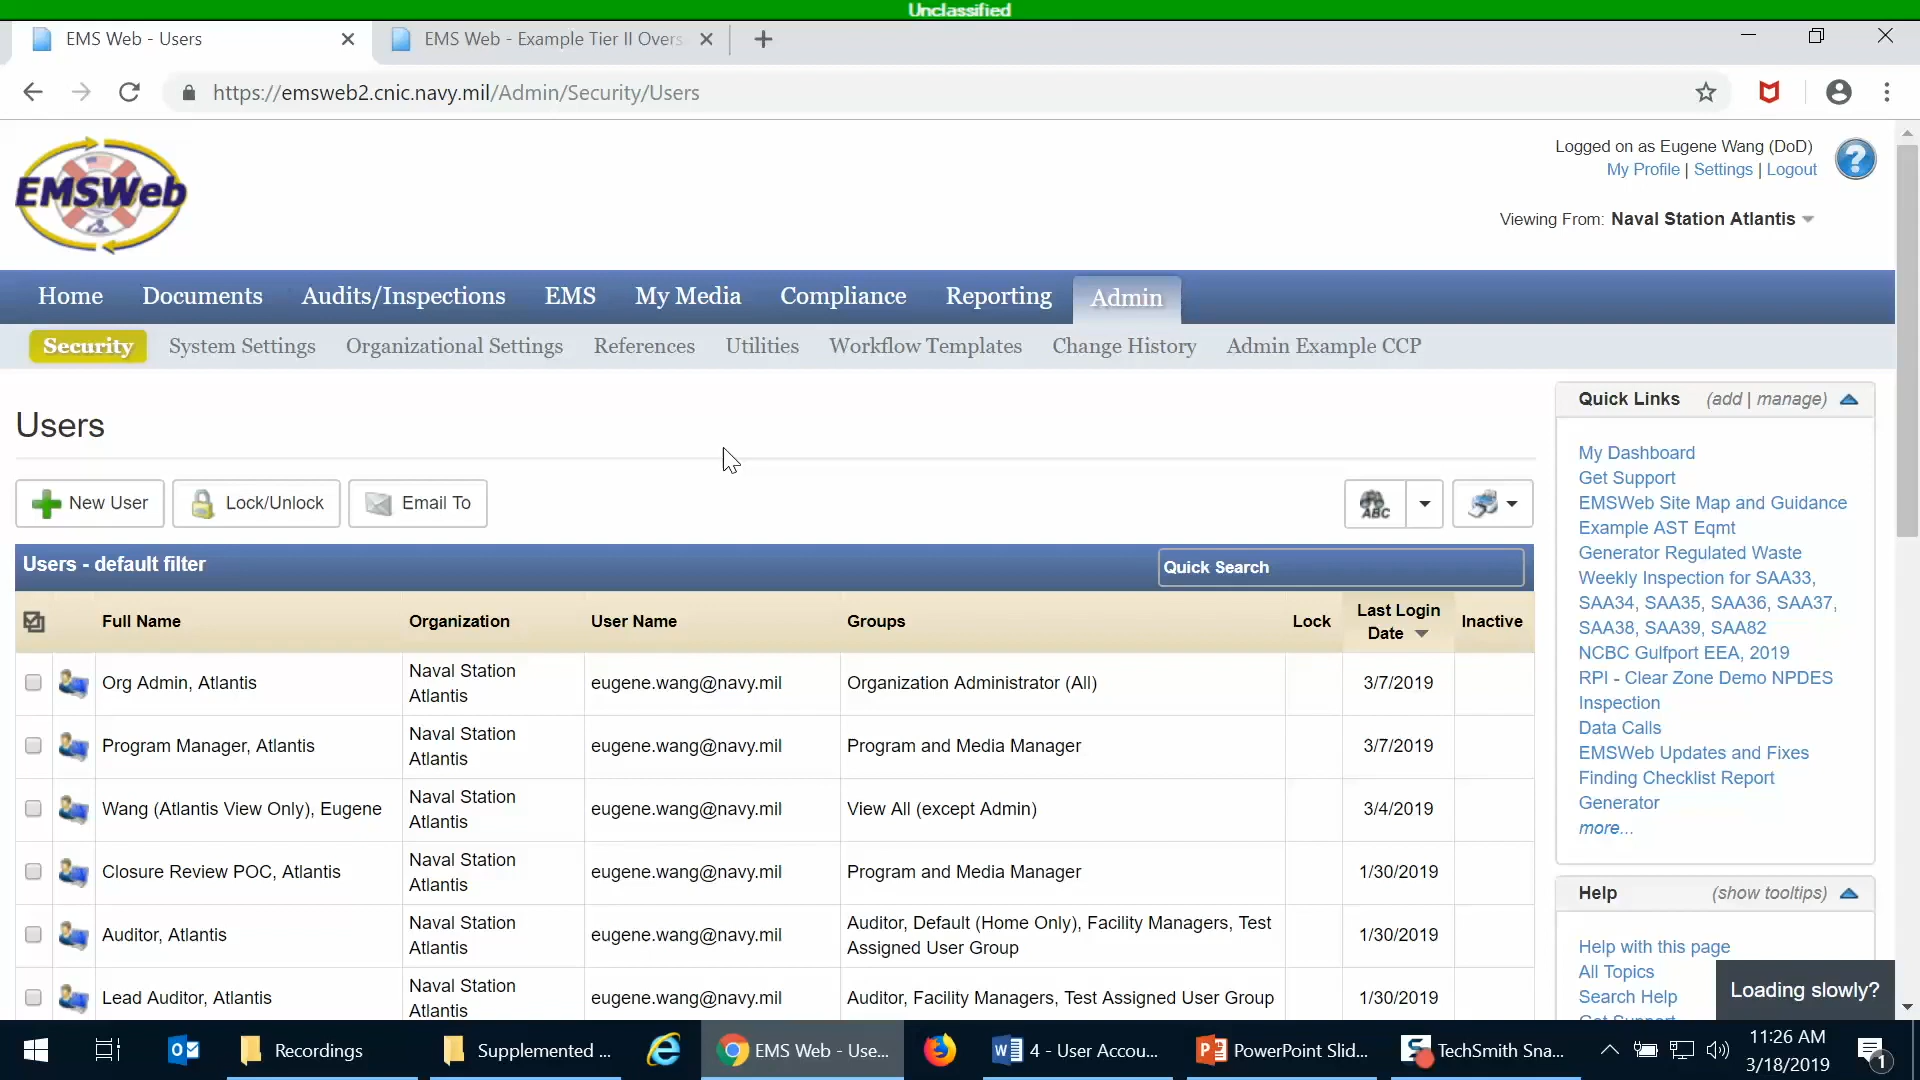 Unclassified
EMS Web - Users
EMS Web - Example Tier II Overs
https://emsweb2.cnic.navy.mil/Admin/Security/Users
EMSWeb
Logged on as Eugene Wang (DoD)
My Profile | Settings | Logout
Viewing From: Naval Station Atlantis
Home Documents Audits/Inspections EMS My Media Compliance Reporting Admin
Security System Settings Organizational Settings References Utilities Workflow Templates Change History Admin Example CCP
Users
New User Lock/Unlock Email To
ABC
Users - default filter
Quick Search
Full Name Organization User Name Groups Lock Last Login Date Inactive
Org Admin, Atlantis Naval Station Atlantis eugene.wang@navy.mil Organization Administrator (All) 3/7/2019
Program Manager, Atlantis Naval Station Atlantis eugene.wang@navy.mil Program and Media Manager 3/7/2019
Wang (Atlantis View Only), Eugene Naval Station Atlantis eugene.wang@navy.mil View All (except Admin) 3/4/2019
Closure Review POC, Atlantis Naval Station Atlantis eugene.wang@navy.mil Program and Media Manager 1/30/2019
Auditor, Atlantis Naval Station Atlantis eugene.wang@navy.mil Auditor, Default (Home Only), Facility Managers, Test Assigned User Group 1/30/2019
Lead Auditor, Atlantis Naval Station Atlantis eugene.wang@navy.mil Auditor, Facility Managers, Test Assigned User Group 1/30/2019
Quick Links (add | manage)
My Dashboard
Get Support
EMSWeb Site Map and Guidance
Example AST Eqmt
Generator Regulated Waste
Weekly Inspection for SAA33,
SAA34, SAA35, SAA36, SAA37,
SAA38, SAA39, SAA82
NCBC Gulfport EEA, 2019
RPI - Clear Zone Demo NPDES
Inspection
Data Calls
EMSWeb Updates and Fixes
Finding Checklist Report
Generator
more...
Help (show tooltips)
Help with this page
All Topics
Search Help
Get Support
Loading slowly?
Recordings
Supplemented ...
EMS Web - Use...
4 - User Accou...
PowerPoint Slid...
TechSmith Sna...
11:26 AM
3/18/2019
1